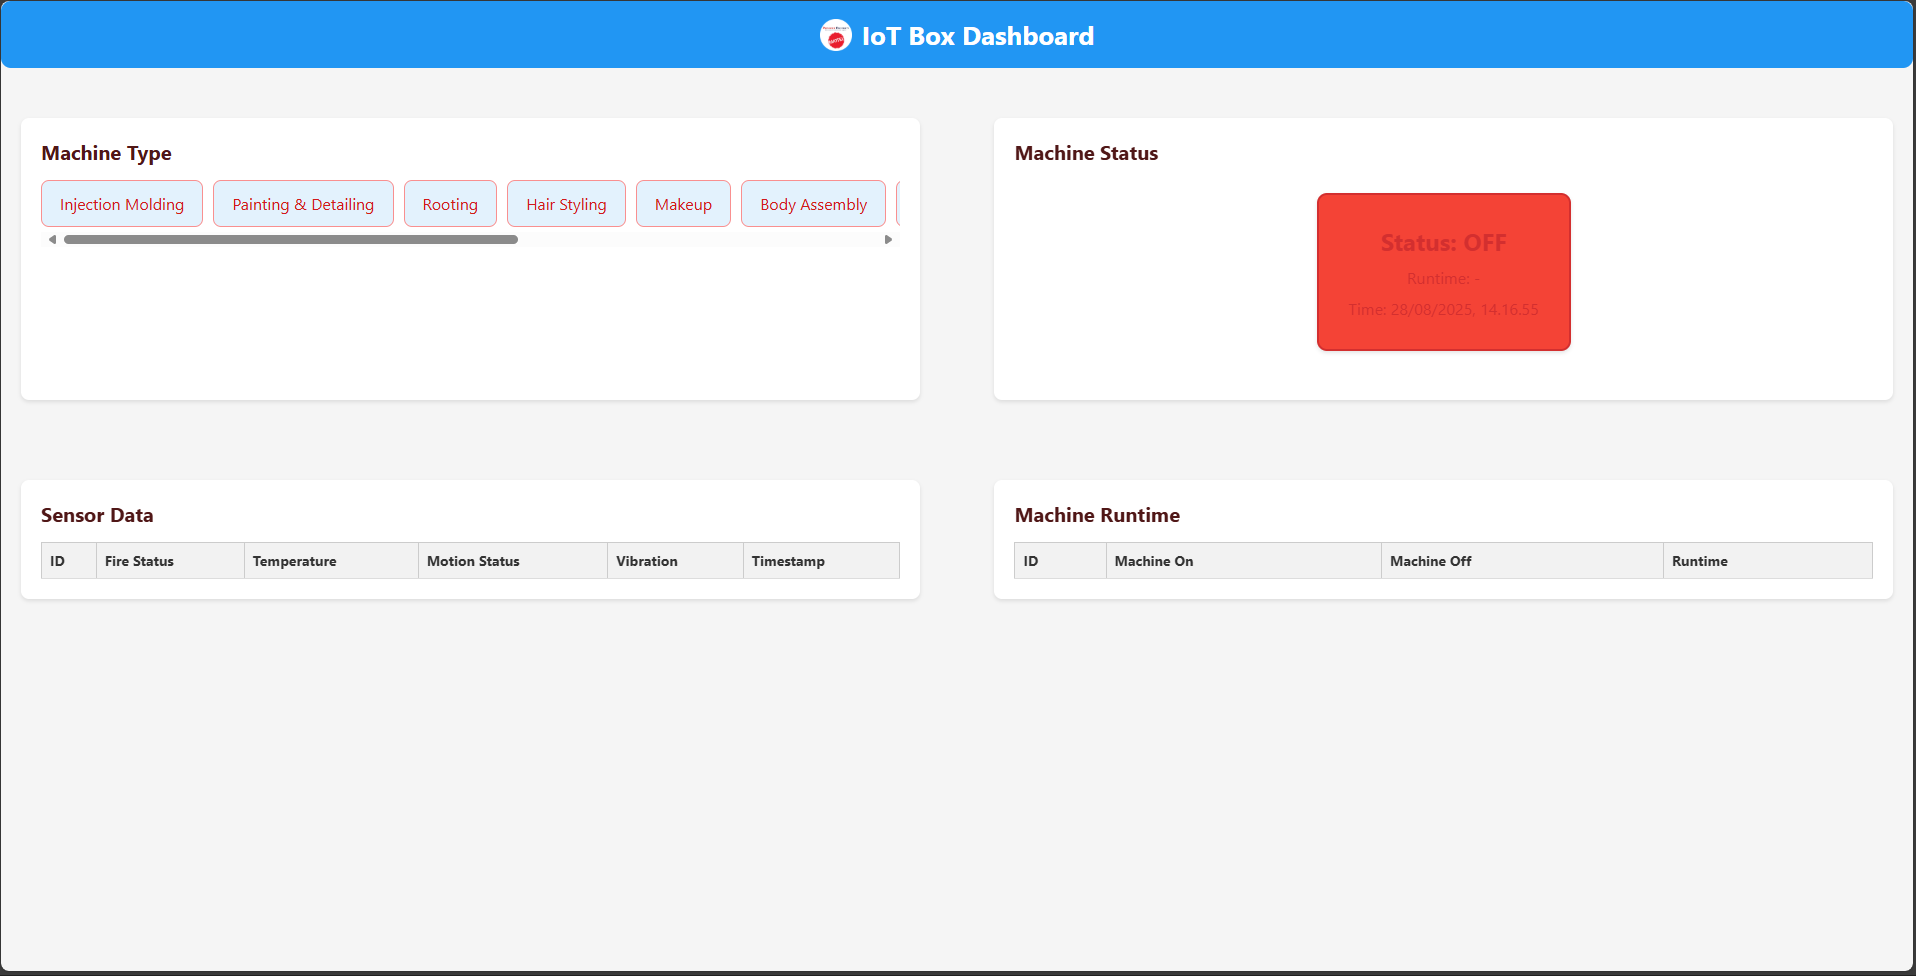 IoT Box Dashboard
Machine Type
Injection Molding
Painting & Detailing
Rooting
Hair Styling
Makeup
Body Assembly
Machine Status
Status: OFF
Runtime: -
Time: 28/08/2025, 14.16.55
Sensor Data
ID Fire Status Temperature Motion Status Vibration Timestamp
Machine Runtime
ID Machine On Machine Off Runtime